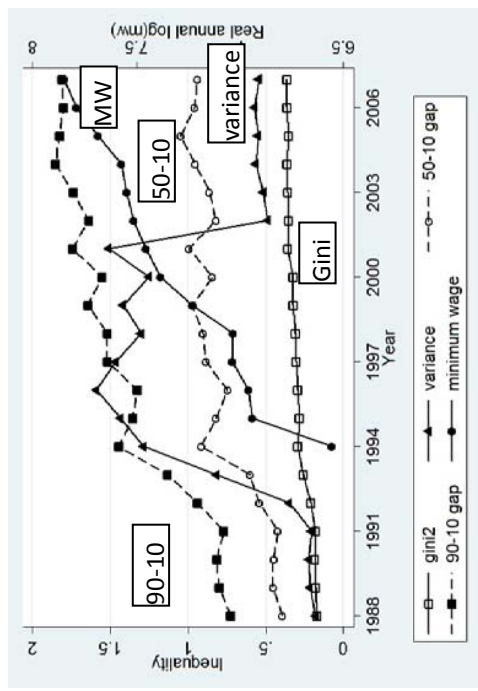 Real annual log(mw)
8
7.5
6.5
MW
variance
50-10
90-10
Gini
2
1.5
1
.5
0
Inequality
1988
1991
1994
1997
2000
2003
2006
Year
gini2
variance
50-10 gap
90-10 gap
minimum wage